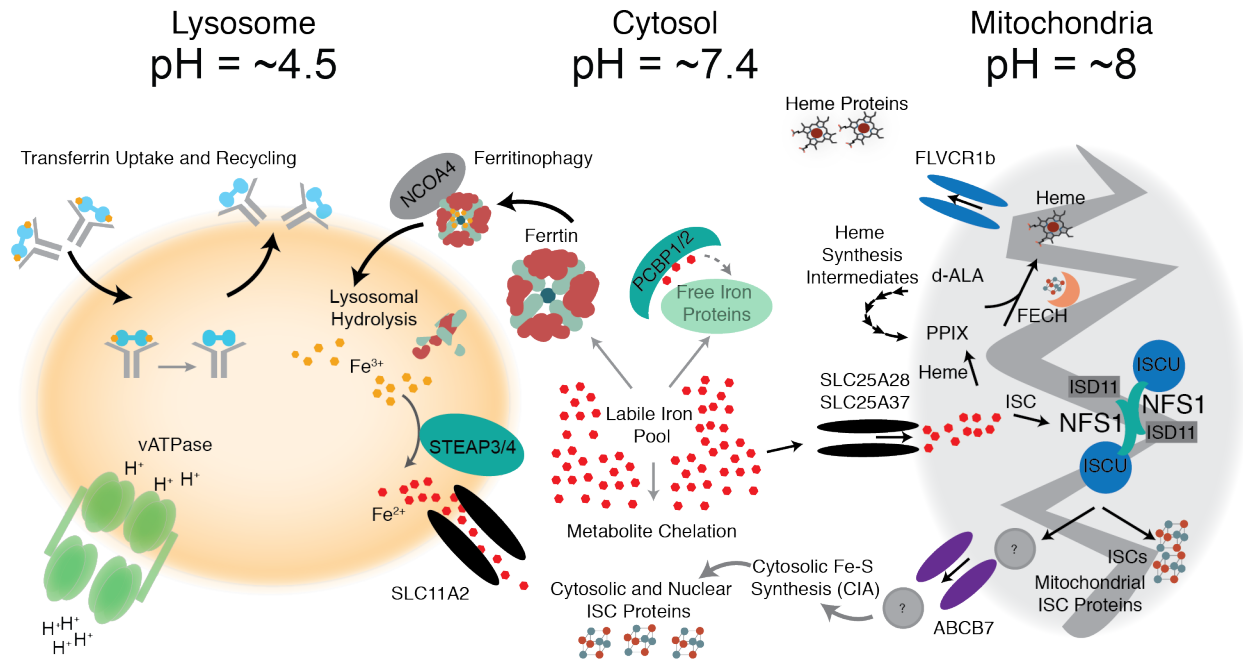 Lysosome
pH = ~4.5
Cytosol
pH = ~7.4
Mitochondria
pH = ~8
Transferrin Uptake and Recycling
NCOA4
Ferritinophagy
Ferrtin
Lysosomal
Hydrolysis
Fe3+
STEAP3/4
Fe2+
SLC11A2
vATPase
H+
H+
H+
H+
H+
H+
H+
PCBP1/2
Free Iron
Proteins
Labile Iron
Pool
Metabolite Chelation
Cytosolic and Nuclear
ISC Proteins
Cytosolic Fe-S
Synthesis (CIA)
Heme Proteins
FLVCR1b
Heme
Heme
Synthesis
Intermediates
d-ALA
FECH
PPIX
Heme
SLC25A28
SLC25A37
ISC
ISCU
ISD11
NFS1
NFS1
ISD11
ISCU
?
ISCs
Mitochondrial
ISC Proteins
?
ABCB7